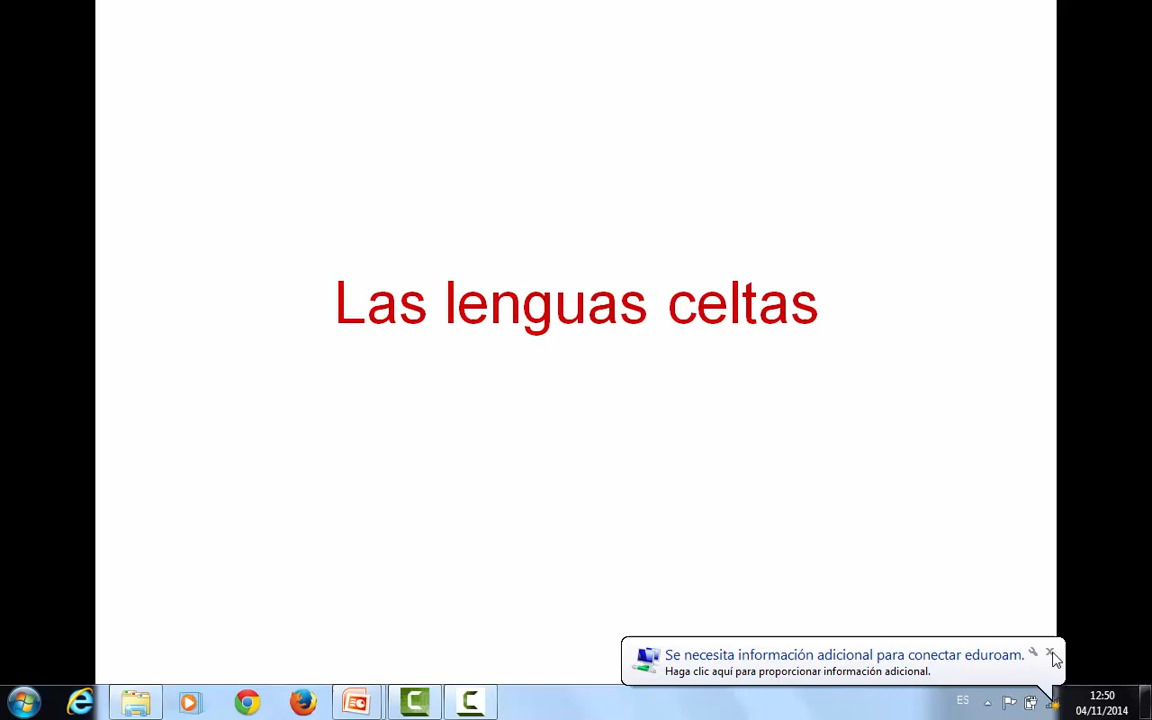 Las lenguas celtas
Se necesita información adicional para conectar eduroam.
Haga clic aquí para proporcionar información adicional.
ES
12:50
04/11/2014